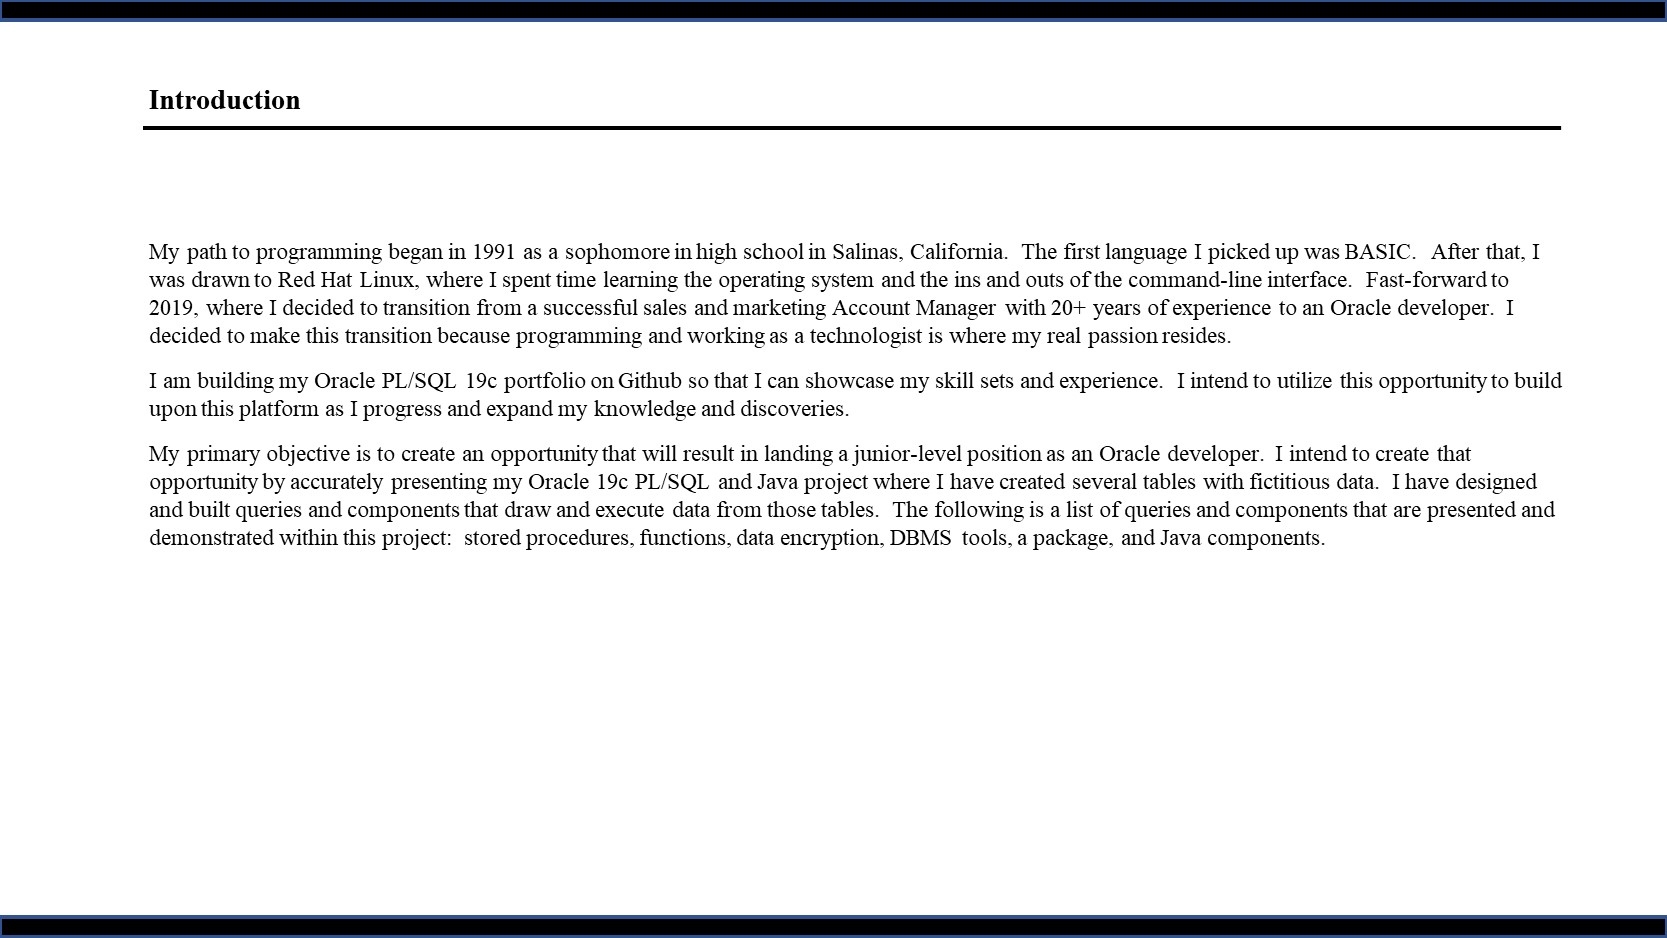 Introduction
My path to programming began in 1991 as a sophomore in high school in Salinas, California.  The first language I picked up was BASIC.  After that, I
was drawn to Red Hat Linux, where I spent time learning the operating system and the ins and outs of the command-line interface.  Fast-forward to
2019, where I decided to transition from a successful sales and marketing Account Manager with 20+ years of experience to an Oracle developer.  I
decided to make this transition because programming and working as a technologist is where my real passion resides.
I am building my Oracle PL/SQL 19c portfolio on Github so that I can showcase my skill sets and experience.  I intend to utilize this opportunity to build
upon this platform as I progress and expand my knowledge and discoveries.
My primary objective is to create an opportunity that will result in landing a junior-level position as an Oracle developer.  I intend to create that
opportunity by accurately presenting my Oracle 19c PL/SQL and Java project where I have created several tables with fictitious data.  I have designed
and built queries and components that draw and execute data from those tables.  The following is a list of queries and components that are presented and
demonstrated within this project:  stored procedures, functions, data encryption, DBMS tools, a package, and Java components.